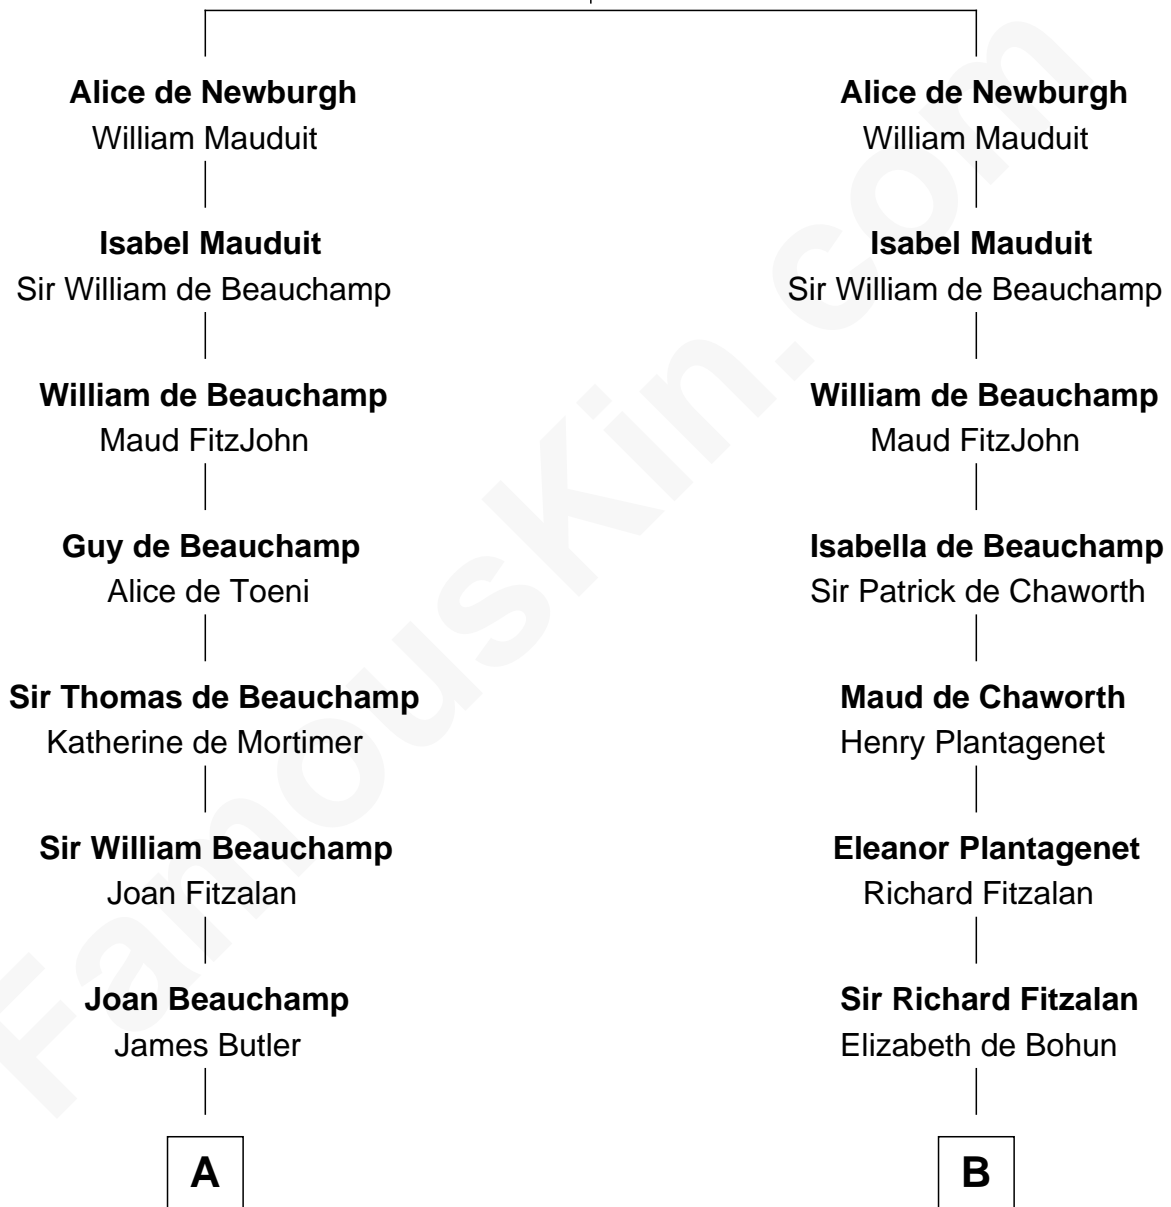 Alice de Newburgh
William Mauduit
Isabel Mauduit
Sir William de Beauchamp
William de Beauchamp
Maud FitzJohn
Guy de Beauchamp
Alice de Toeni
Sir Thomas de Beauchamp
Katherine de Mortimer
Sir William Beauchamp
Joan Fitzalan
Joan Beauchamp
James Butler
A
Alice de Newburgh
William Mauduit
Isabel Mauduit
Sir William de Beauchamp
William de Beauchamp
Maud FitzJohn
Isabella de Beauchamp
Sir Patrick de Chaworth
Maud de Chaworth
Henry Plantagenet
Eleanor Plantagenet
Richard Fitzalan
Sir Richard Fitzalan
Elizabeth de Bohun
B
FamousKin.com